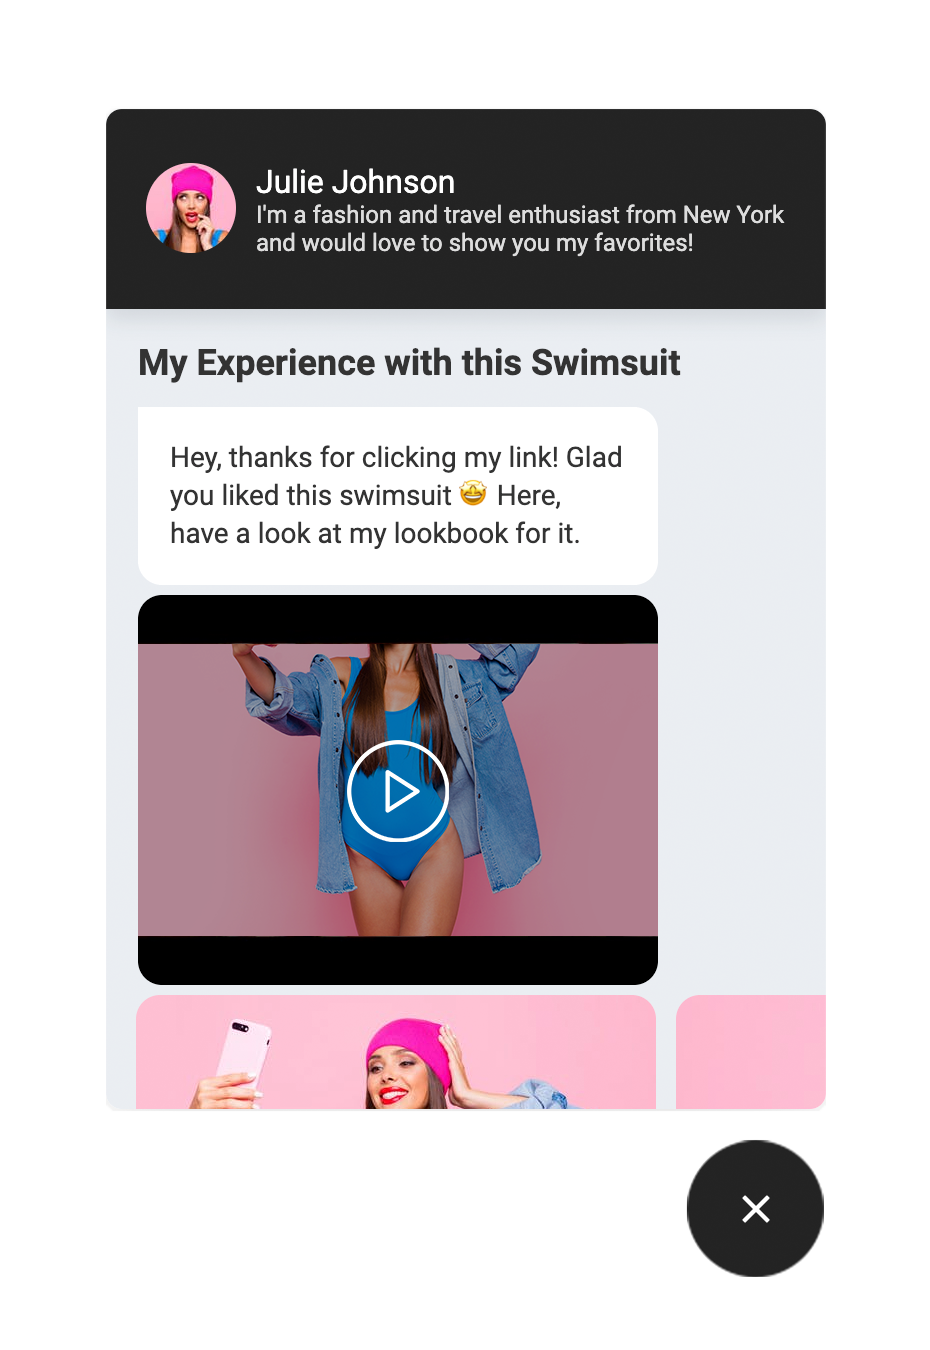 Julie Johnson
I'm a fashion and travel enthusiast from New York
and would love to show you my favorites!
My Experience with this Swimsuit
Hey, thanks for clicking my link! Glad
you liked this swimsuit 🤩 Here,
have a look at my lookbook for it.